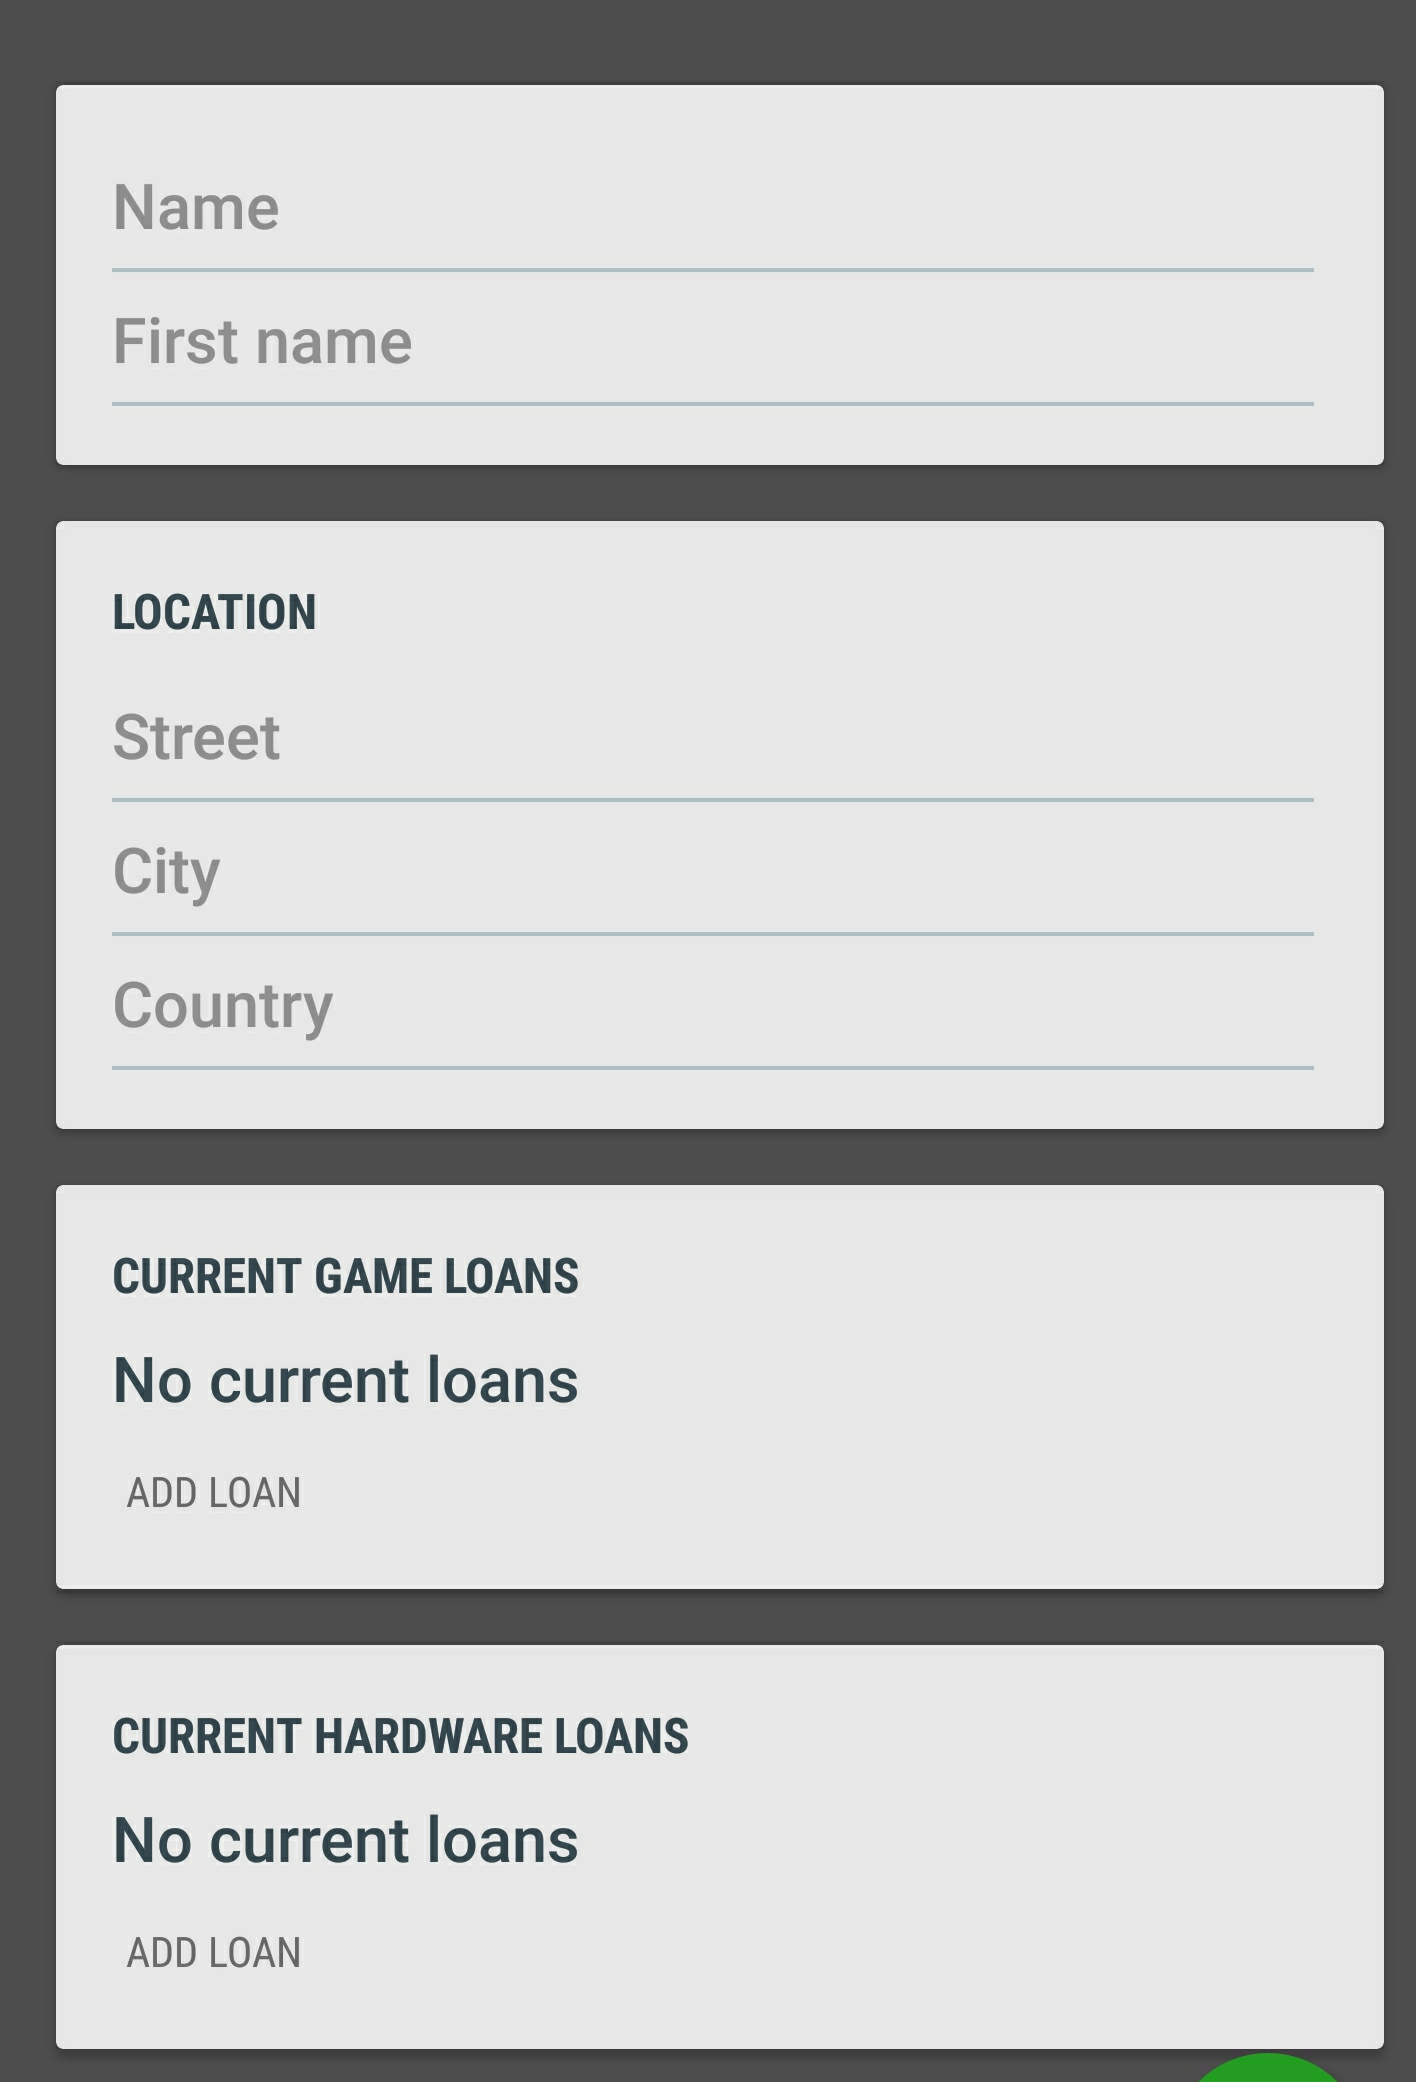 Name
First name
LOCATION
Street
City
Country
CURRENT GAME LOANS
No current loans
ADD LOAN
CURRENT HARDWARE LOANS
No current loans
ADD LOAN